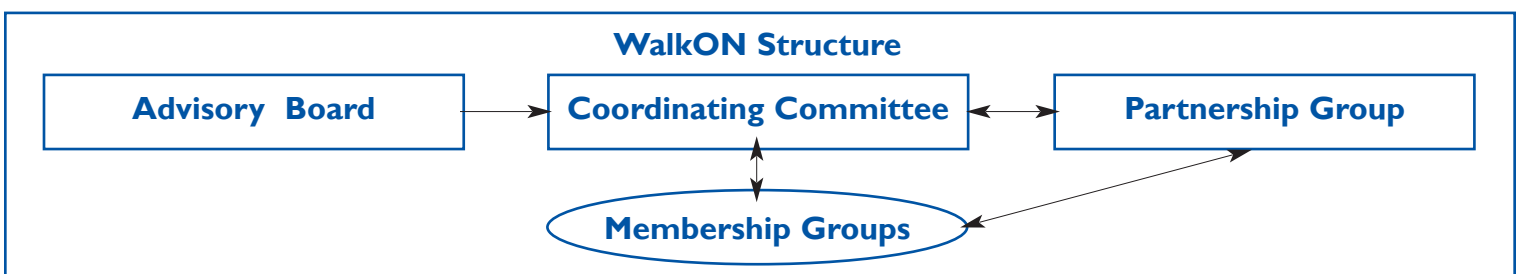 WalkON Structure
Advisory Board
Coordinating Committee
Partnership Group
Membership Groups